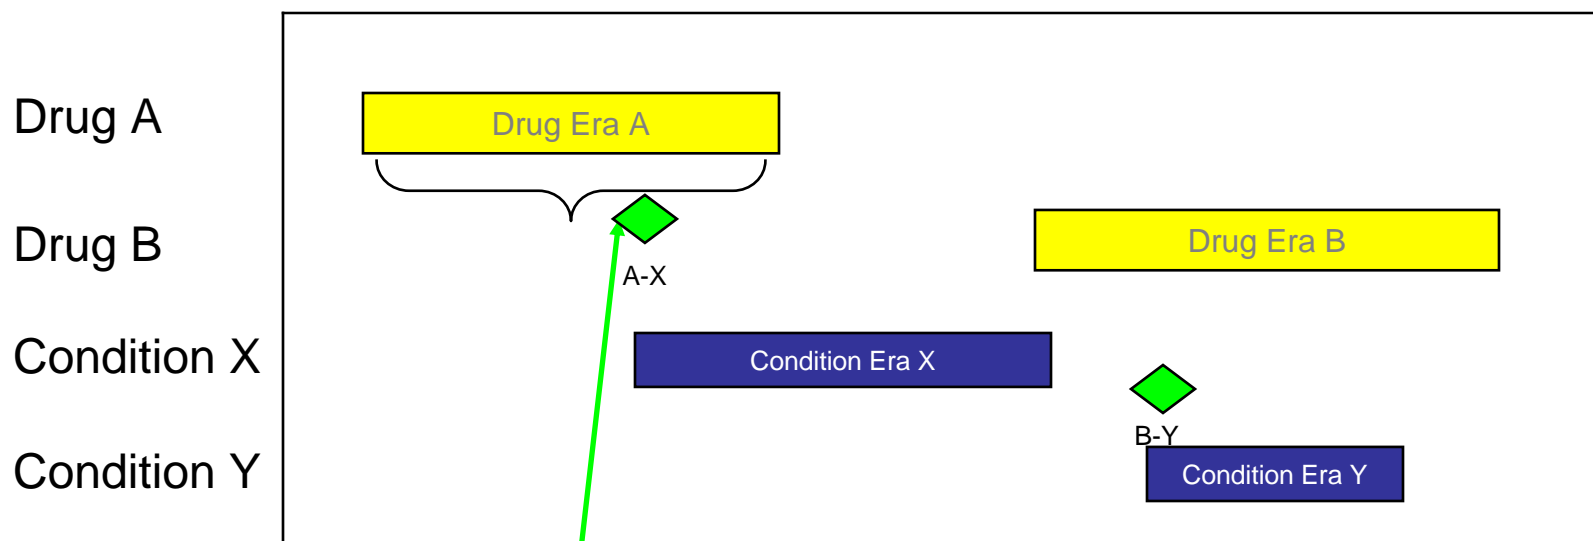 Drug A
Drug Era A
Drug B
Drug Era B
A-X
Condition X
Condition Era X
B-Y
Condition Y
Condition Era Y